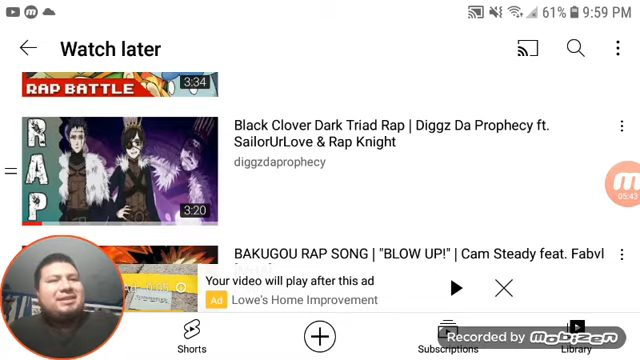 61% 9:59 PM
Watch later
RAP BATTLE
3:34
RAP
3:20
Black Clover Dark Triad Rap | Diggz Da Prophecy ft.
SailorUrLove & Rap Knight
diggzdaprophecy
05:43
BAKUGOU RAP SONG | "BLOW UP!" | Cam Steady feat. Fabvl
Your video will play after this ad
Ad Lowe's Home Improvement
Shorts
Subscriptions
Library
Recorded by Mobizen